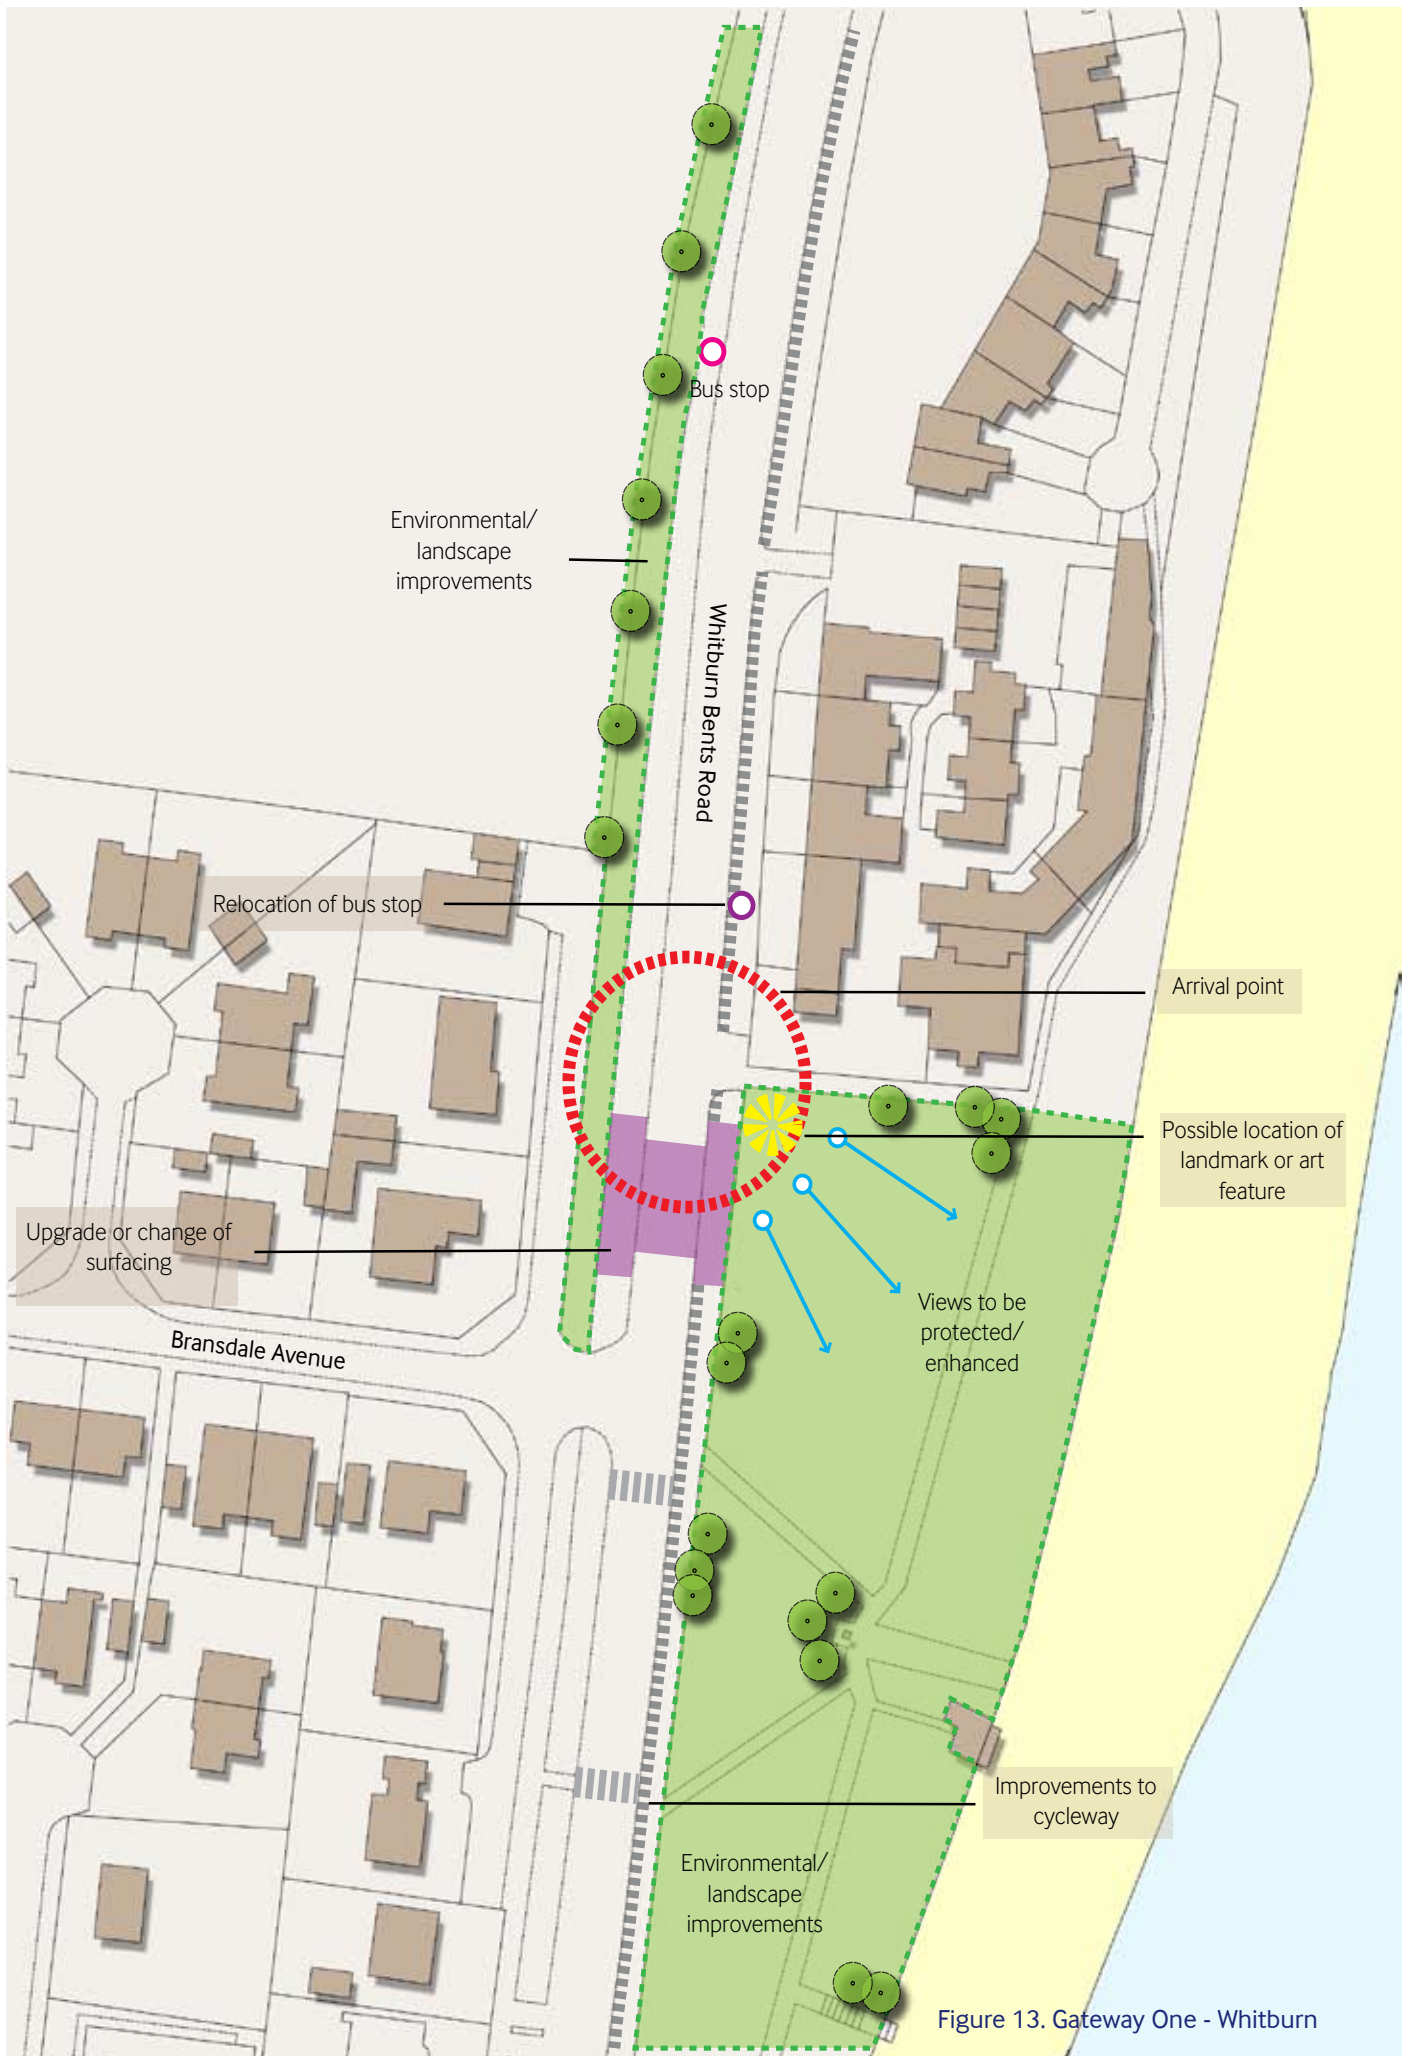 Bus stop
Environmental/
landscape
improvements
Whitburn Bents Road
Relocation of bus stop
Arrival point
Possible location of
landmark or art
feature
Upgrade or change of
surfacing
Views to be
protected/
enhanced
Bransdale Avenue
Improvements to
cycleway
Environmental/
landscape
improvements
Figure 13. Gateway One - Whitburn